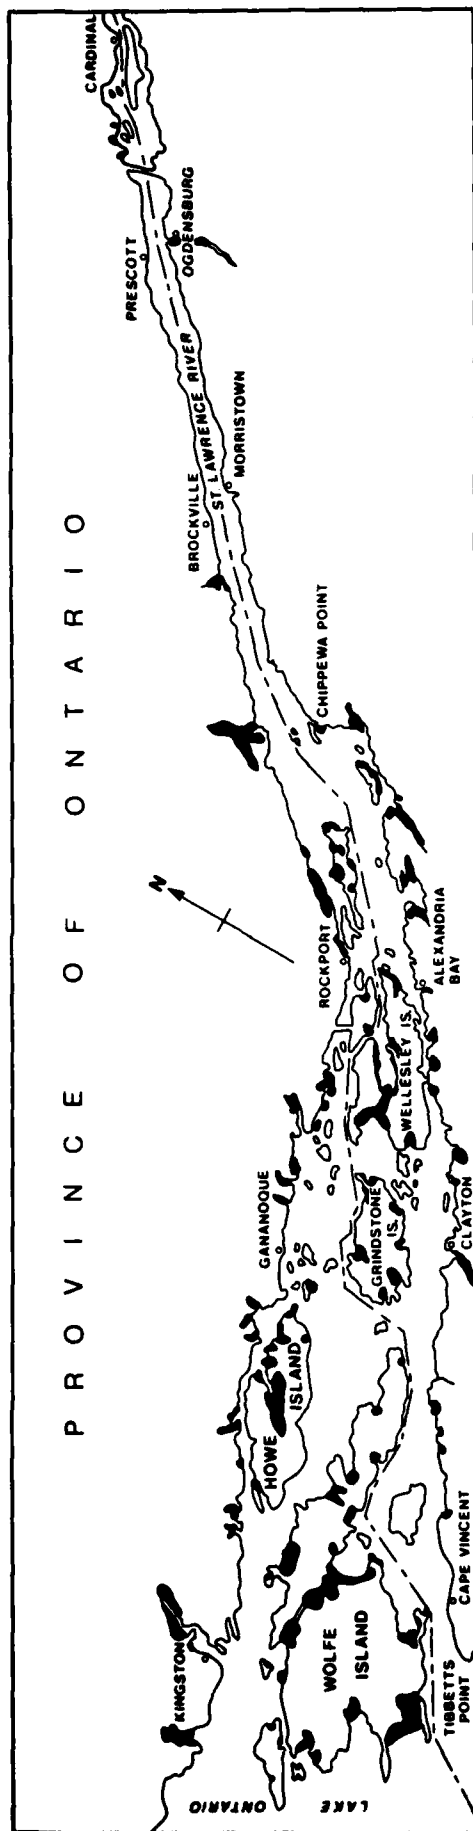 PROVINCE OF ONTARIO
N
KINGSTON
HOWE
ISLAND
WOLFE
ISLAND
LAKE
ONTARIO
TIBBETTS
POINT
CAPE VINCENT
GANANOQUE
GRINDSTONE
IS.
CLAYTON
WELLESLEY IS.
ALEXANDRIA
BAY
ROCKPORT
CHIPPEWA POINT
BROCKVILLE
ST LAWRENCE RIVER
MORRISTOWN
PRESCOTT
OGDENSBURG
CARDINAL